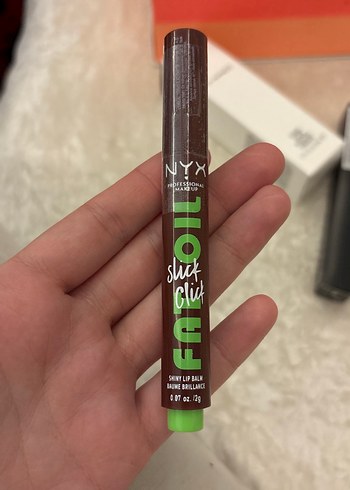 NYX
PROFESSIONAL
MAKEUP
FAT OIL
slick
click
SHINY LIP BALM
BAUME BRILLANCE
0.07 oz./2g